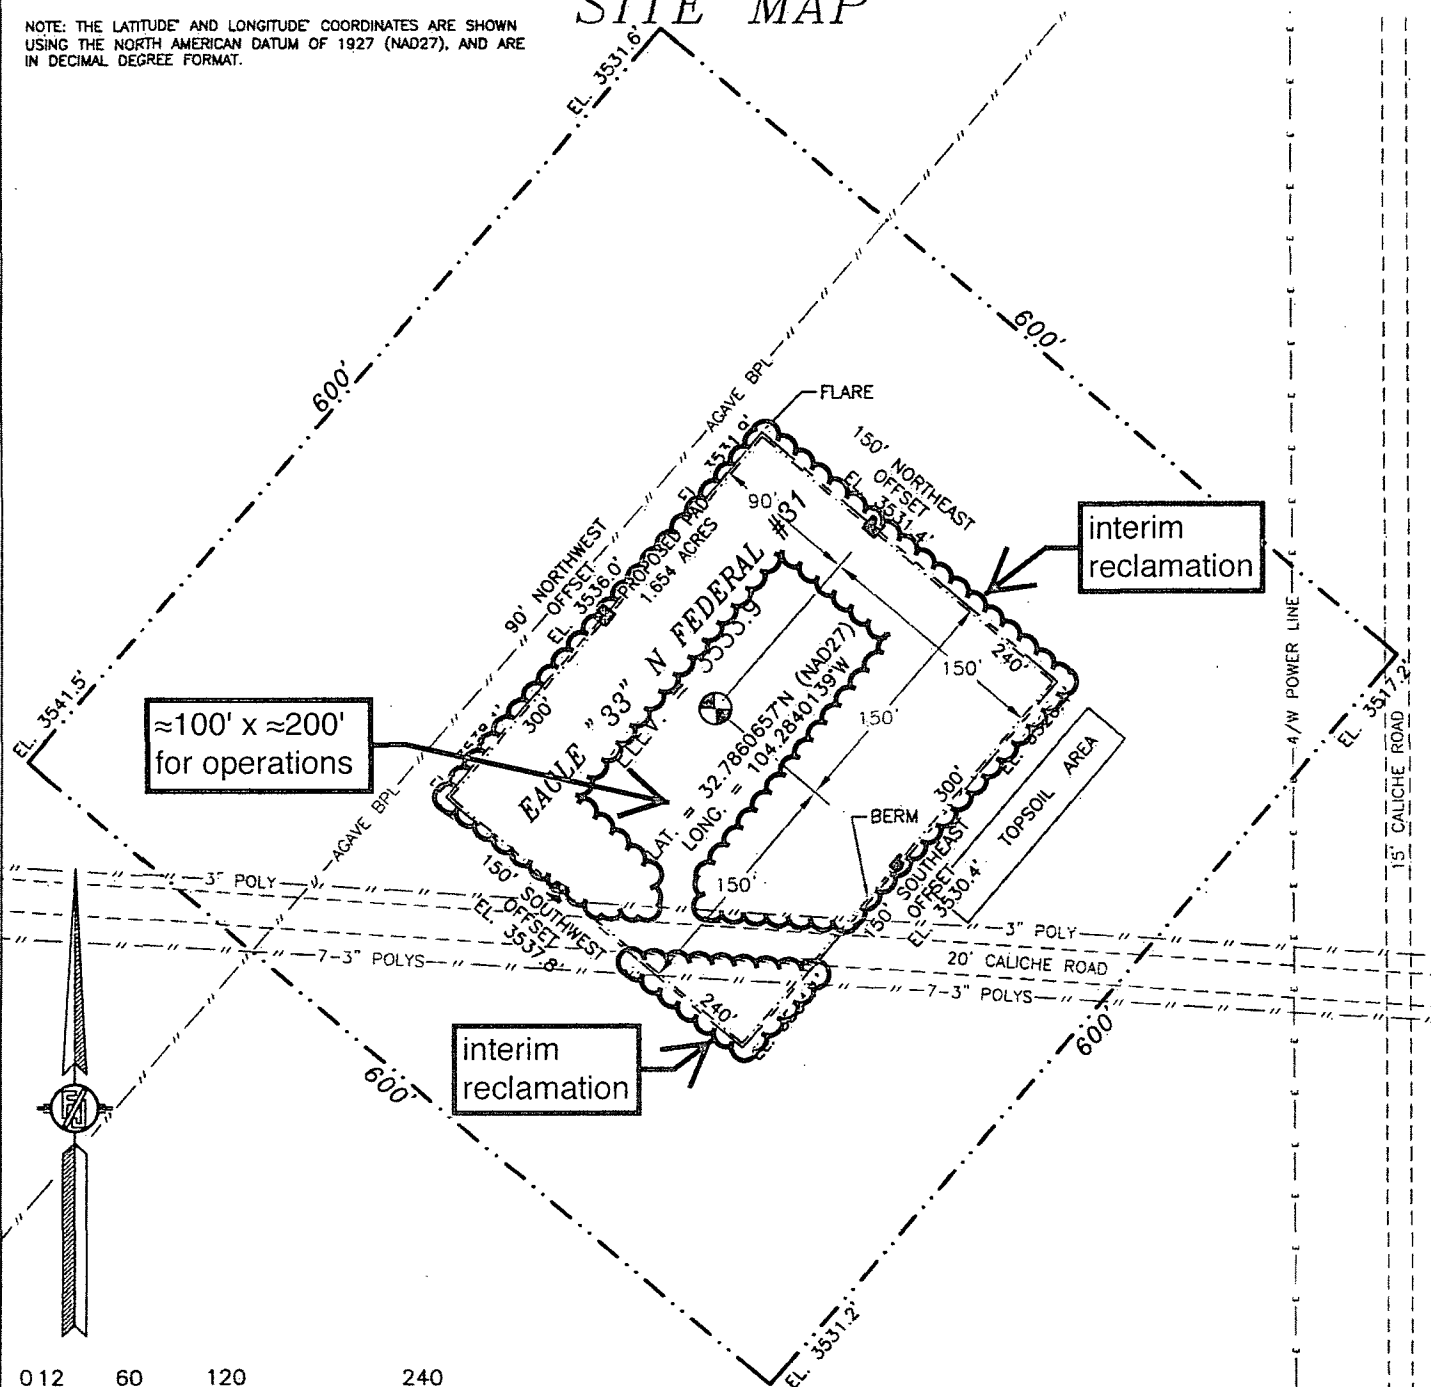 SITE MAP
NOTE: THE LATITUDE AND LONGITUDE COORDINATES ARE SHOWN
USING THE NORTH AMERICAN DATUM OF 1927 (NAD27), AND ARE
IN DECIMAL DEGREE FORMAT.
EL. 3531.6'
600'
600'
AGAVE BPL
FLARE
150' NORTHEAST
OFFSET
EL. 3531.4'
90'
interim
reclamation
90' NORTHWEST
OFFSET
EL. 3536.0'
PROPOSED PAD
1.654 ACRES
EAGLE "33" N FEDERAL #31
ELEV. = 3533.9
LAT. = 32.7860657°N (NAD27)
LONG. = 104.2840139°W
240'
150'
150'
300'
EL. 3541.5'
≈100' x ≈200'
for operations
300'
4/W POWER LINE
EL. 3517.2'
15' CALICHE ROAD
TOPSOIL AREA
BERM
AGAVE BPL
3" POLY
150' SOUTHWEST
OFFSET
EL. 3537.8'
150'
150' SOUTHEAST
OFFSET
EL. 3530.4'
3" POLY
20' CALICHE ROAD
7-3" POLYS
7-3" POLYS
240'
interim
reclamation
600'
600'
EL. 3531.2'
0 12 60 120 240